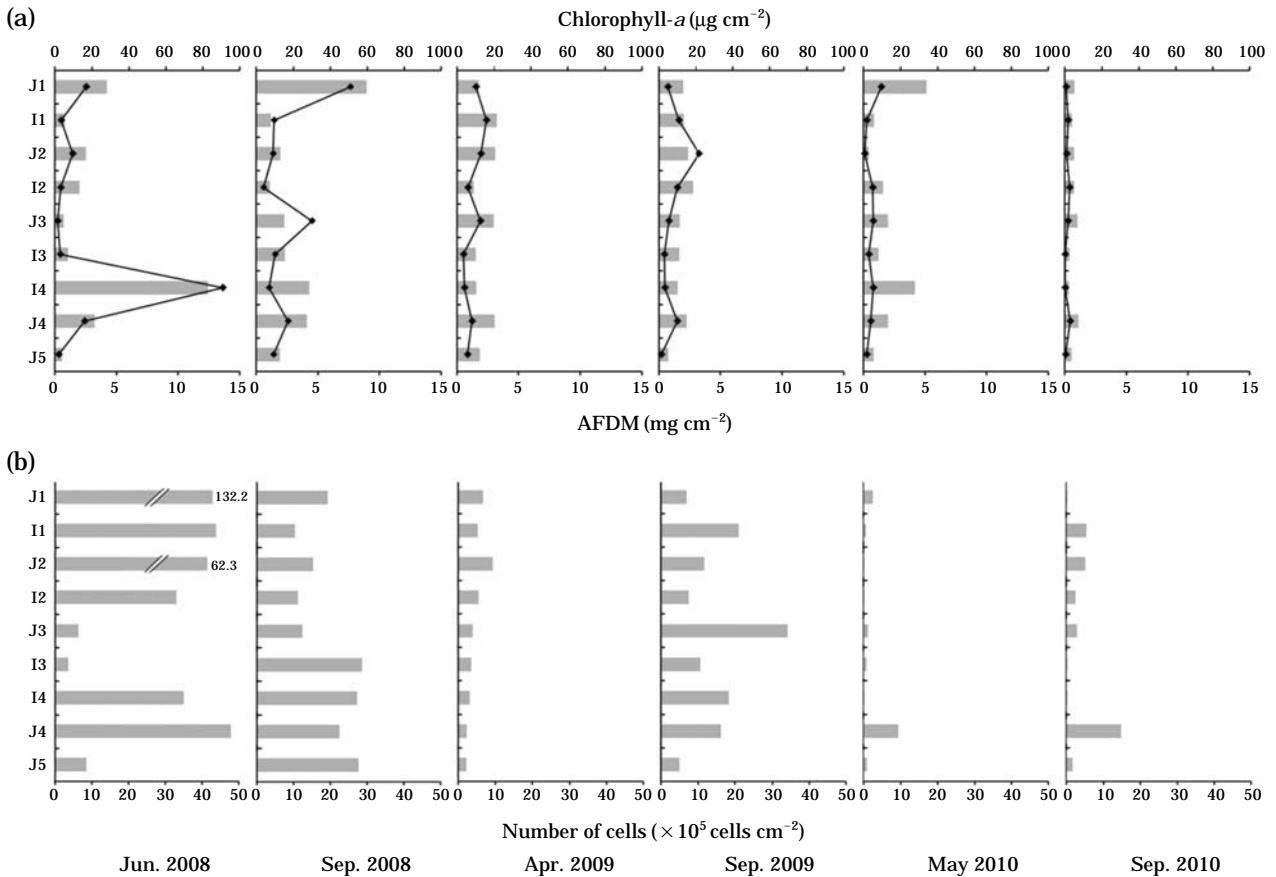 (a)
Chlorophyll-a (μg cm⁻²)
0 20 40 60 80 100 0 20 40 60 80 100 0 20 40 60 80 100 0 20 40 60 80 100 0 20 40 60 80 100 0 20 40 60 80 100
J1
I1
J2
I2
J3
I3
I4
J4
J5
0 5 10 15 0 5 10 15 0 5 10 15 0 5 10 15 0 5 10 15 0 5 10 15
AFDM (mg cm⁻²)
(b)
J1 132.2
I1
J2 62.3
I2
J3
I3
I4
J4
J5
0 10 20 30 40 50 0 10 20 30 40 50 0 10 20 30 40 50 0 10 20 30 40 50 0 10 20 30 40 50 0 10 20 30 40 50
Number of cells (×10⁵ cells cm⁻²)
Jun. 2008 Sep. 2008 Apr. 2009 Sep. 2009 May 2010 Sep. 2010